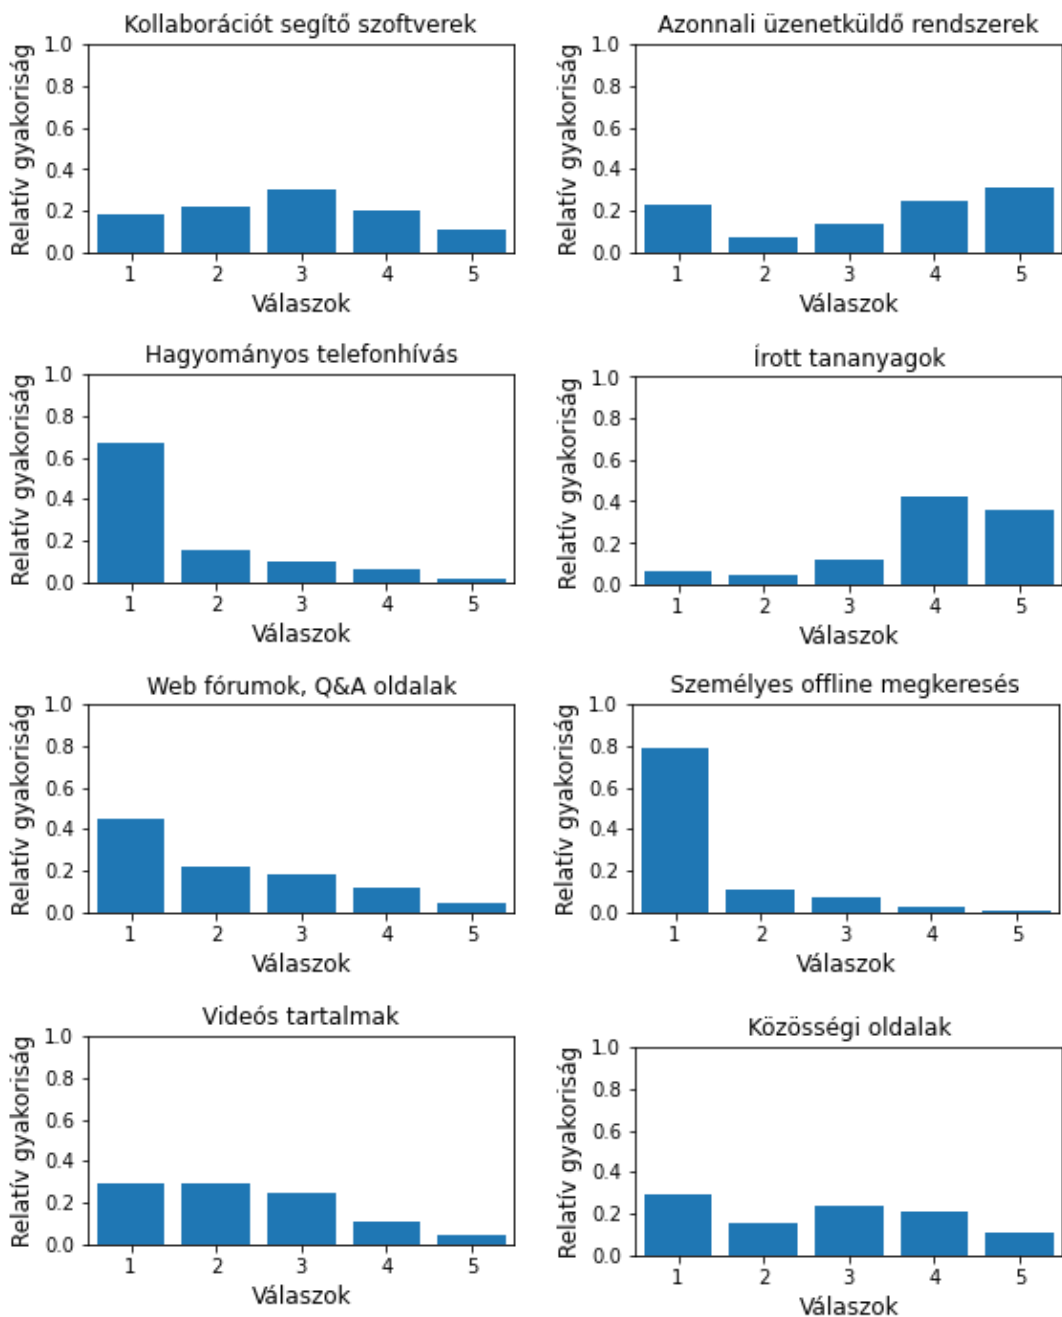 Kollaborációt segítő szoftverek
Relatív gyakoriság
1.0
0.8
0.6
0.4
0.2
0.0
1 2 3 4 5
Válaszok
Azonnali üzenetküldő rendszerek
Relatív gyakoriság
1.0
0.8
0.6
0.4
0.2
0.0
1 2 3 4 5
Válaszok
Hagyományos telefonhívás
Relatív gyakoriság
1.0
0.8
0.6
0.4
0.2
0.0
1 2 3 4 5
Válaszok
Írott tananyagok
Relatív gyakoriság
1.0
0.8
0.6
0.4
0.2
0.0
1 2 3 4 5
Válaszok
Web fórumok, Q&A oldalak
Relatív gyakoriság
1.0
0.8
0.6
0.4
0.2
0.0
1 2 3 4 5
Válaszok
Személyes offline megkeresés
Relatív gyakoriság
1.0
0.8
0.6
0.4
0.2
0.0
1 2 3 4 5
Válaszok
Videós tartalmak
Relatív gyakoriság
1.0
0.8
0.6
0.4
0.2
0.0
1 2 3 4 5
Válaszok
Közösségi oldalak
Relatív gyakoriság
1.0
0.8
0.6
0.4
0.2
0.0
1 2 3 4 5
Válaszok